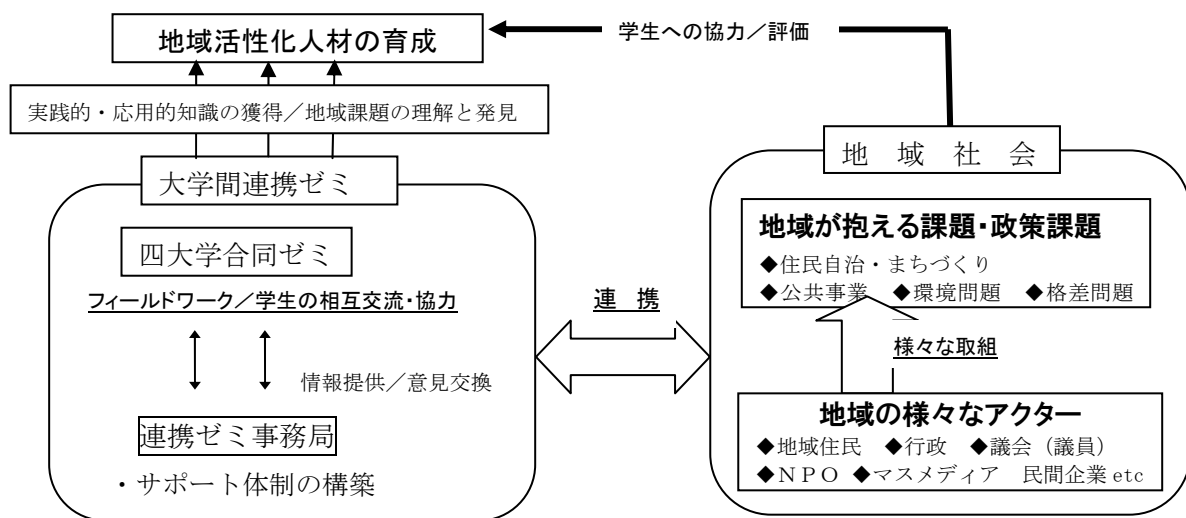 地域活性化人材の育成
学生への協力／評価
実践的・応用的知識の獲得／地域課題の理解と発見
大学間連携ゼミ
四大学合同ゼミ
フィールドワーク／学生の相互交流・協力
情報提供／意見交換
連携ゼミ事務局
・サポート体制の構築
連 携
地 域 社 会
地域が抱える課題・政策課題
◆住民自治・まちづくり
◆公共事業 ◆環境問題 ◆格差問題
様々な取組
地域の様々なアクター
◆地域住民 ◆行政 ◆議会（議員）
◆ＮＰＯ ◆マスメディア 民間企業 etc